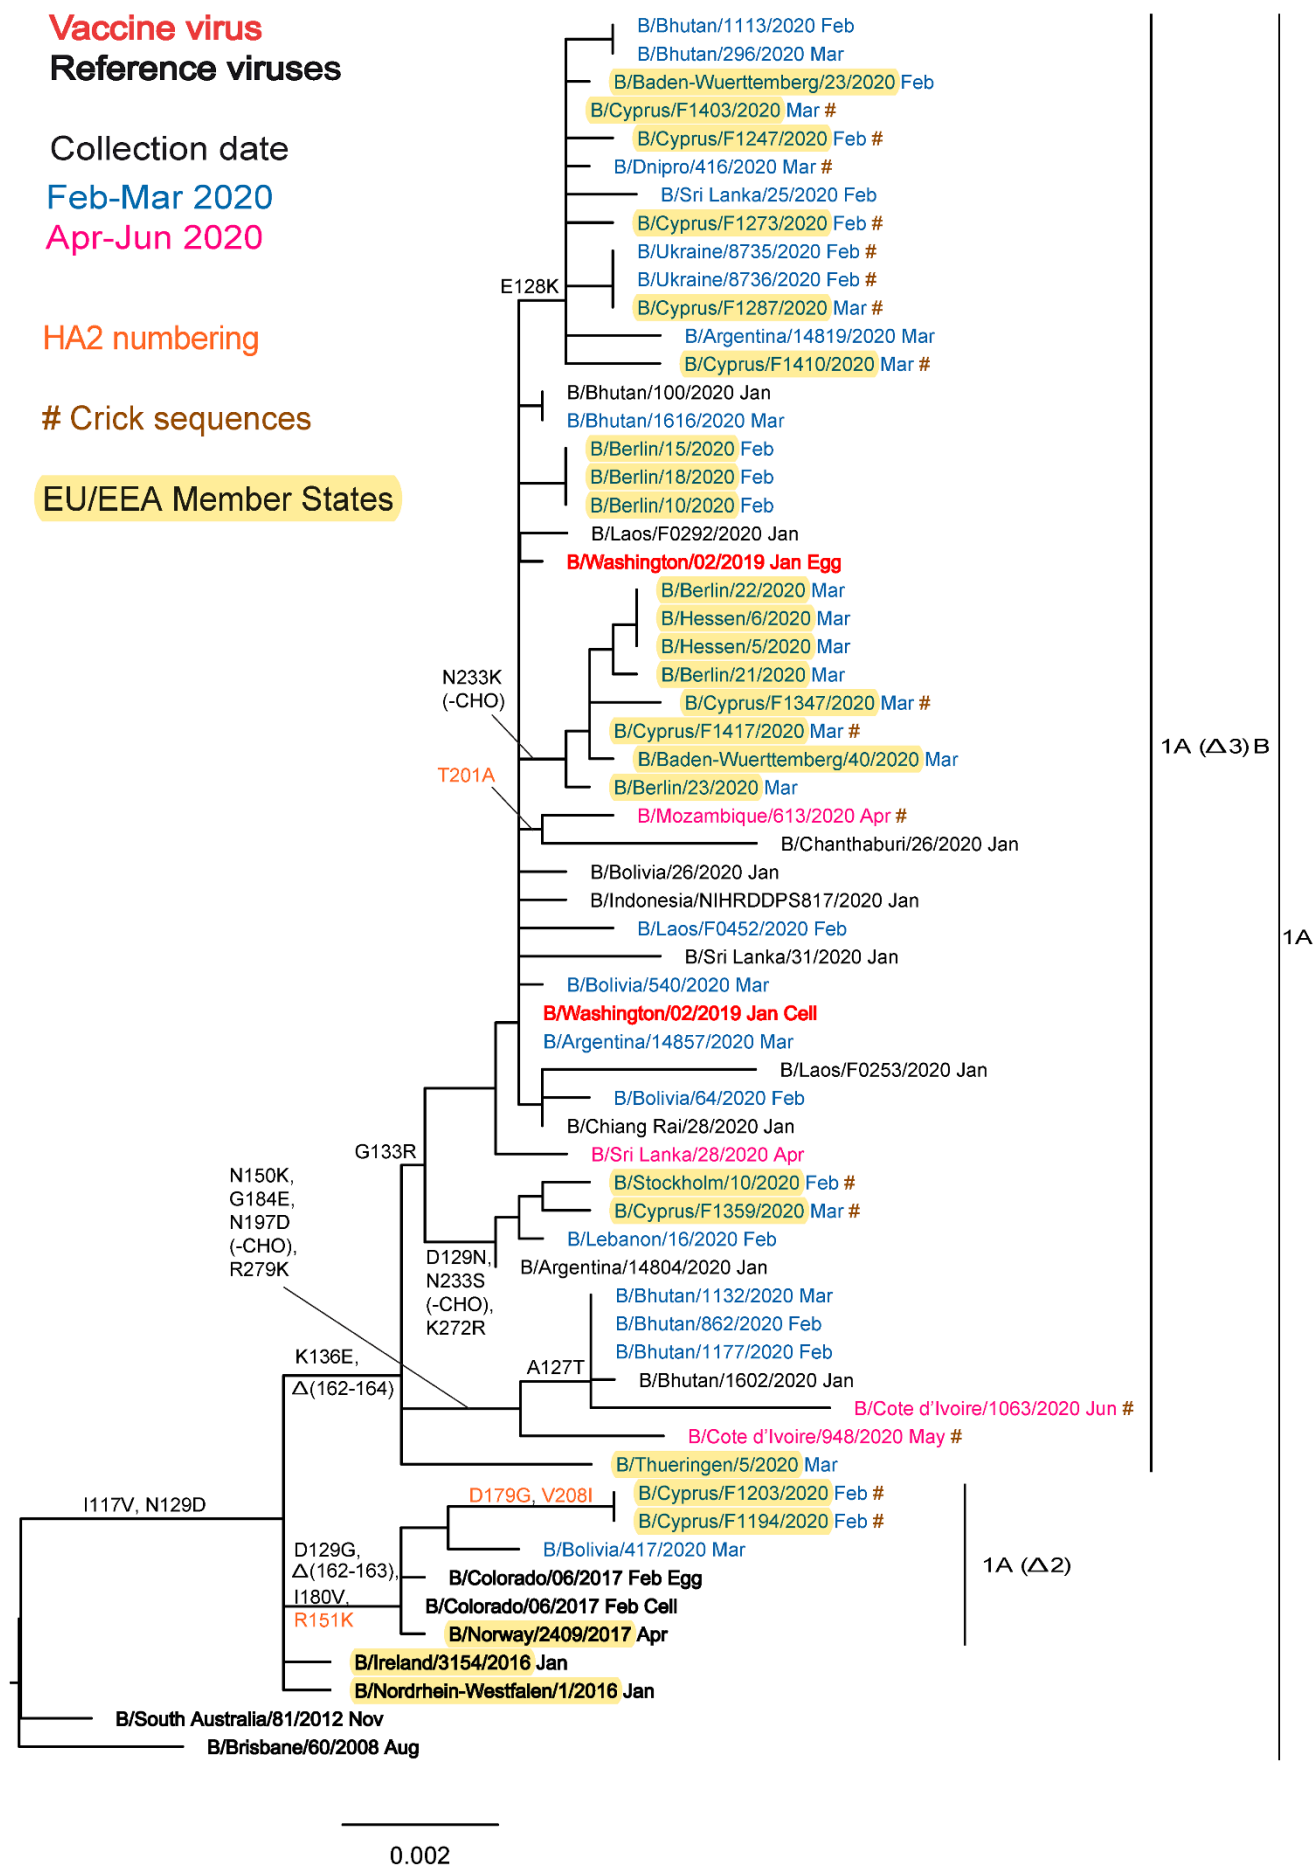 Vaccine virus
Reference viruses
Collection date
Feb-Mar 2020
Apr-Jun 2020
HA2 numbering
# Crick sequences
EU/EEA Member States
B/Bhutan/1113/2020 Feb
B/Bhutan/296/2020 Mar
B/Baden-Wuerttemberg/23/2020 Feb
B/Cyprus/F1403/2020 Mar #
B/Cyprus/F1247/2020 Feb #
B/Dnipro/416/2020 Mar #
B/Sri Lanka/25/2020 Feb
B/Cyprus/F1273/2020 Feb #
B/Ukraine/8735/2020 Feb #
B/Ukraine/8736/2020 Feb #
E128K
B/Cyprus/F1287/2020 Mar #
B/Argentina/14819/2020 Mar
B/Cyprus/F1410/2020 Mar #
B/Bhutan/100/2020 Jan
B/Bhutan/1616/2020 Mar
B/Berlin/15/2020 Feb
B/Berlin/18/2020 Feb
B/Berlin/10/2020 Feb
B/Laos/F0292/2020 Jan
B/Washington/02/2019 Jan Egg
B/Berlin/22/2020 Mar
B/Hessen/6/2020 Mar
B/Hessen/5/2020 Mar
B/Berlin/21/2020 Mar
N233K
(-CHO)
B/Cyprus/F1347/2020 Mar #
B/Cyprus/F1417/2020 Mar #
B/Baden-Wuerttemberg/40/2020 Mar
1A (Δ3) B
T201A
B/Berlin/23/2020 Mar
B/Mozambique/613/2020 Apr #
B/Chanthaburi/26/2020 Jan
B/Bolivia/26/2020 Jan
B/Indonesia/NIHRDDPS817/2020 Jan
B/Laos/F0452/2020 Feb
1A
B/Sri Lanka/31/2020 Jan
B/Bolivia/540/2020 Mar
B/Washington/02/2019 Jan Cell
B/Argentina/14857/2020 Mar
B/Laos/F0253/2020 Jan
B/Bolivia/64/2020 Feb
B/Chiang Rai/28/2020 Jan
G133R
B/Sri Lanka/28/2020 Apr
N150K,
G184E,
N197D
(-CHO),
R279K
B/Stockholm/10/2020 Feb #
B/Cyprus/F1359/2020 Mar #
B/Lebanon/16/2020 Feb
D129N,
N233S
(-CHO),
K272R
B/Argentina/14804/2020 Jan
B/Bhutan/1132/2020 Mar
B/Bhutan/862/2020 Feb
B/Bhutan/1177/2020 Feb
K136E,
Δ(162-164)
A127T
B/Bhutan/1602/2020 Jan
B/Cote d'Ivoire/1063/2020 Jun #
B/Cote d'Ivoire/948/2020 May #
B/Thueringen/5/2020 Mar
I117V, N129D
D179G, V208I
B/Cyprus/F1203/2020 Feb #
B/Cyprus/F1194/2020 Feb #
B/Bolivia/417/2020 Mar
1A (Δ2)
D129G,
Δ(162-163),
I180V,
R151K
B/Colorado/06/2017 Feb Egg
B/Colorado/06/2017 Feb Cell
B/Norway/2409/2017 Apr
B/Ireland/3154/2016 Jan
B/Nordrhein-Westfalen/1/2016 Jan
B/South Australia/81/2012 Nov
B/Brisbane/60/2008 Aug
0.002